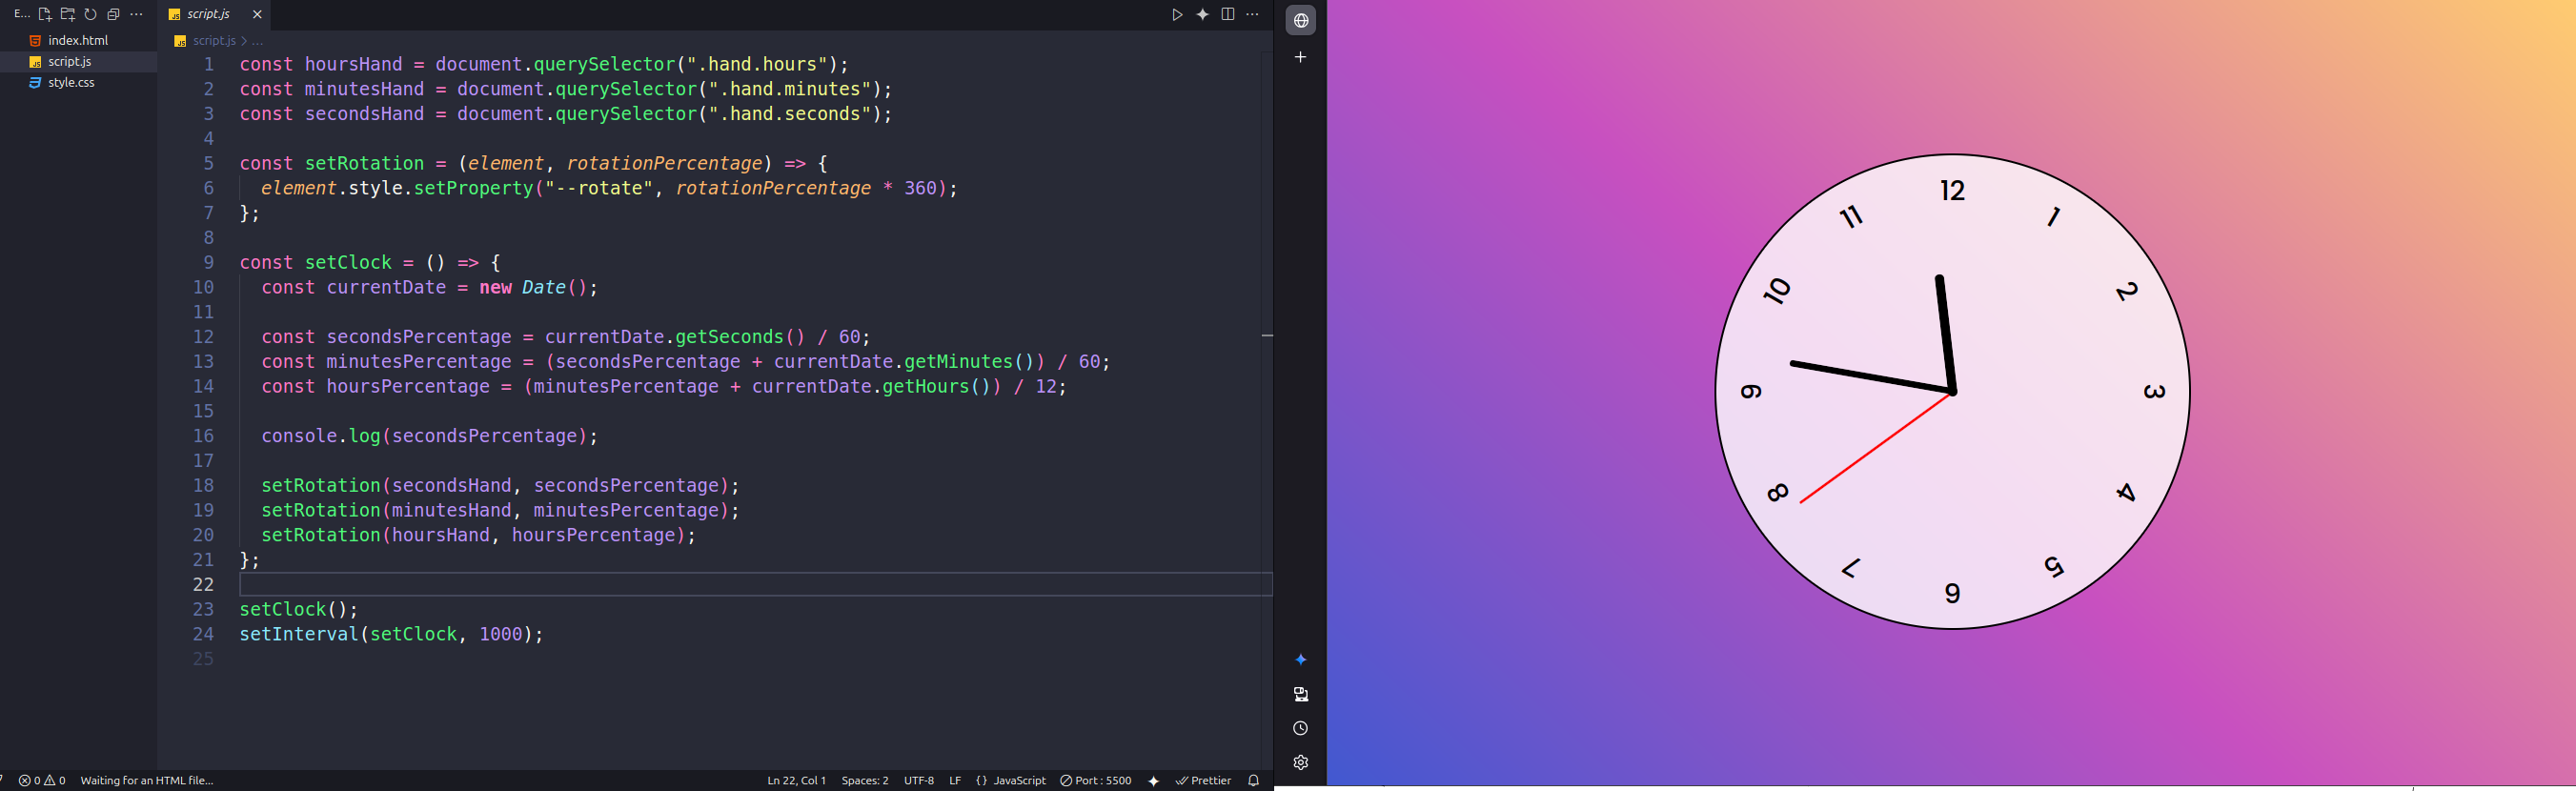 E...
index.html
script.js
style.css
script.js
script.js > ...
1 const hoursHand = document.querySelector(".hand.hours");
2 const minutesHand = document.querySelector(".hand.minutes");
3 const secondsHand = document.querySelector(".hand.seconds");
4
5 const setRotation = (element, rotationPercentage) => {
6   element.style.setProperty("--rotate", rotationPercentage * 360);
7 };
8
9 const setClock = () => {
10   const currentDate = new Date();
11
12   const secondsPercentage = currentDate.getSeconds() / 60;
13   const minutesPercentage = (secondsPercentage + currentDate.getMinutes()) / 60;
14   const hoursPercentage = (minutesPercentage + currentDate.getHours()) / 12;
15
16   console.log(secondsPercentage);
17
18   setRotation(secondsHand, secondsPercentage);
19   setRotation(minutesHand, minutesPercentage);
20   setRotation(hoursHand, hoursPercentage);
21 };
22
23 setClock();
24 setInterval(setClock, 1000);
25
0 0 Waiting for an HTML file... Ln 22, Col 1 Spaces: 2 UTF-8 LF {} JavaScript Port : 5500 Prettier
12
1
2
3
4
5
6
7
8
9
10
11